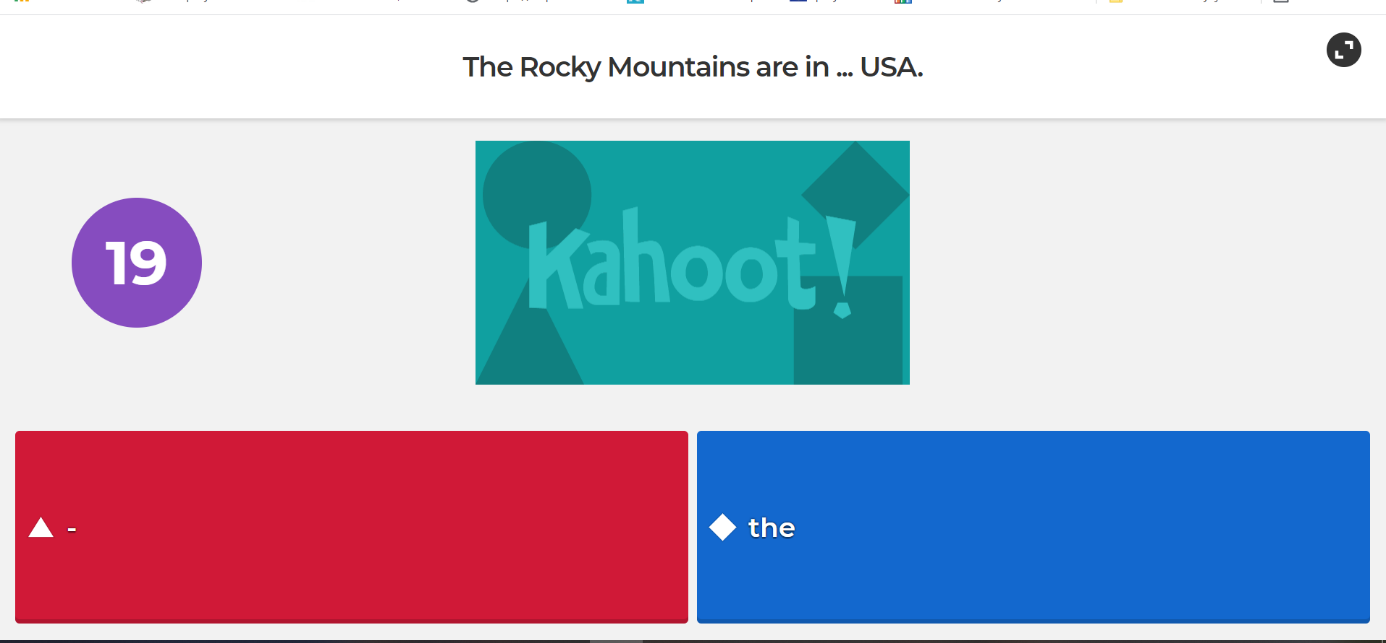 The Rocky Mountains are in ... USA.
19
Kahoot!
-
the